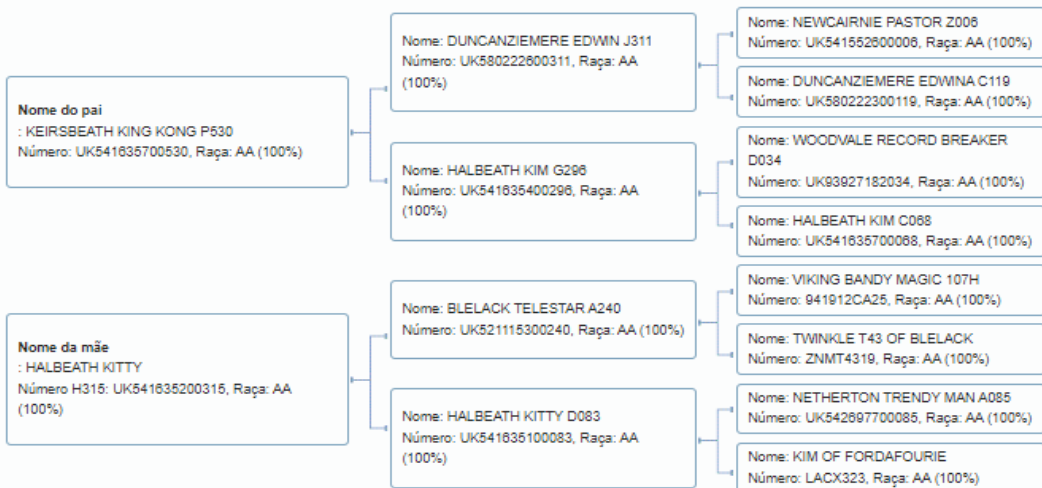 Nome do pai
: KEIRSBEATH KING KONG P530
Número: UK541635700530, Raça: AA (100%)
Nome: DUNCANZIEMERE EDWIN J311
Número: UK580222600311, Raça: AA
(100%)
Nome: NEWCAIRNIE PASTOR Z006
Número: UK541552600006, Raça: AA (100%)
Nome: DUNCANZIEMERE EDWINA C119
Número: UK580222300119, Raça: AA (100%)
Nome: HALBEATH KIM G296
Número: UK541635400296, Raça: AA
(100%)
Nome: WOODVALE RECORD BREAKER
D034
Número: UK93927182034, Raça: AA (100%)
Nome: HALBEATH KIM C068
Número: UK541635700068, Raça: AA (100%)
Nome da mãe
: HALBEATH KITTY
Número H315: UK541635200315, Raça: AA
(100%)
Nome: BLELACK TELESTAR A240
Número: UK521115300240, Raça: AA (100%)
Nome: VIKING BANDY MAGIC 107H
Número: 941912CA25, Raça: AA (100%)
Nome: TWINKLE T43 OF BLELACK
Número: ZNMT4319, Raça: AA (100%)
Nome: HALBEATH KITTY D083
Número: UK541635100083, Raça: AA
(100%)
Nome: NETHERTON TRENDY MAN A085
Número: UK542697700085, Raça: AA (100%)
Nome: KIM OF FORDAFOURIE
Número: LACX323, Raça: AA (100%)